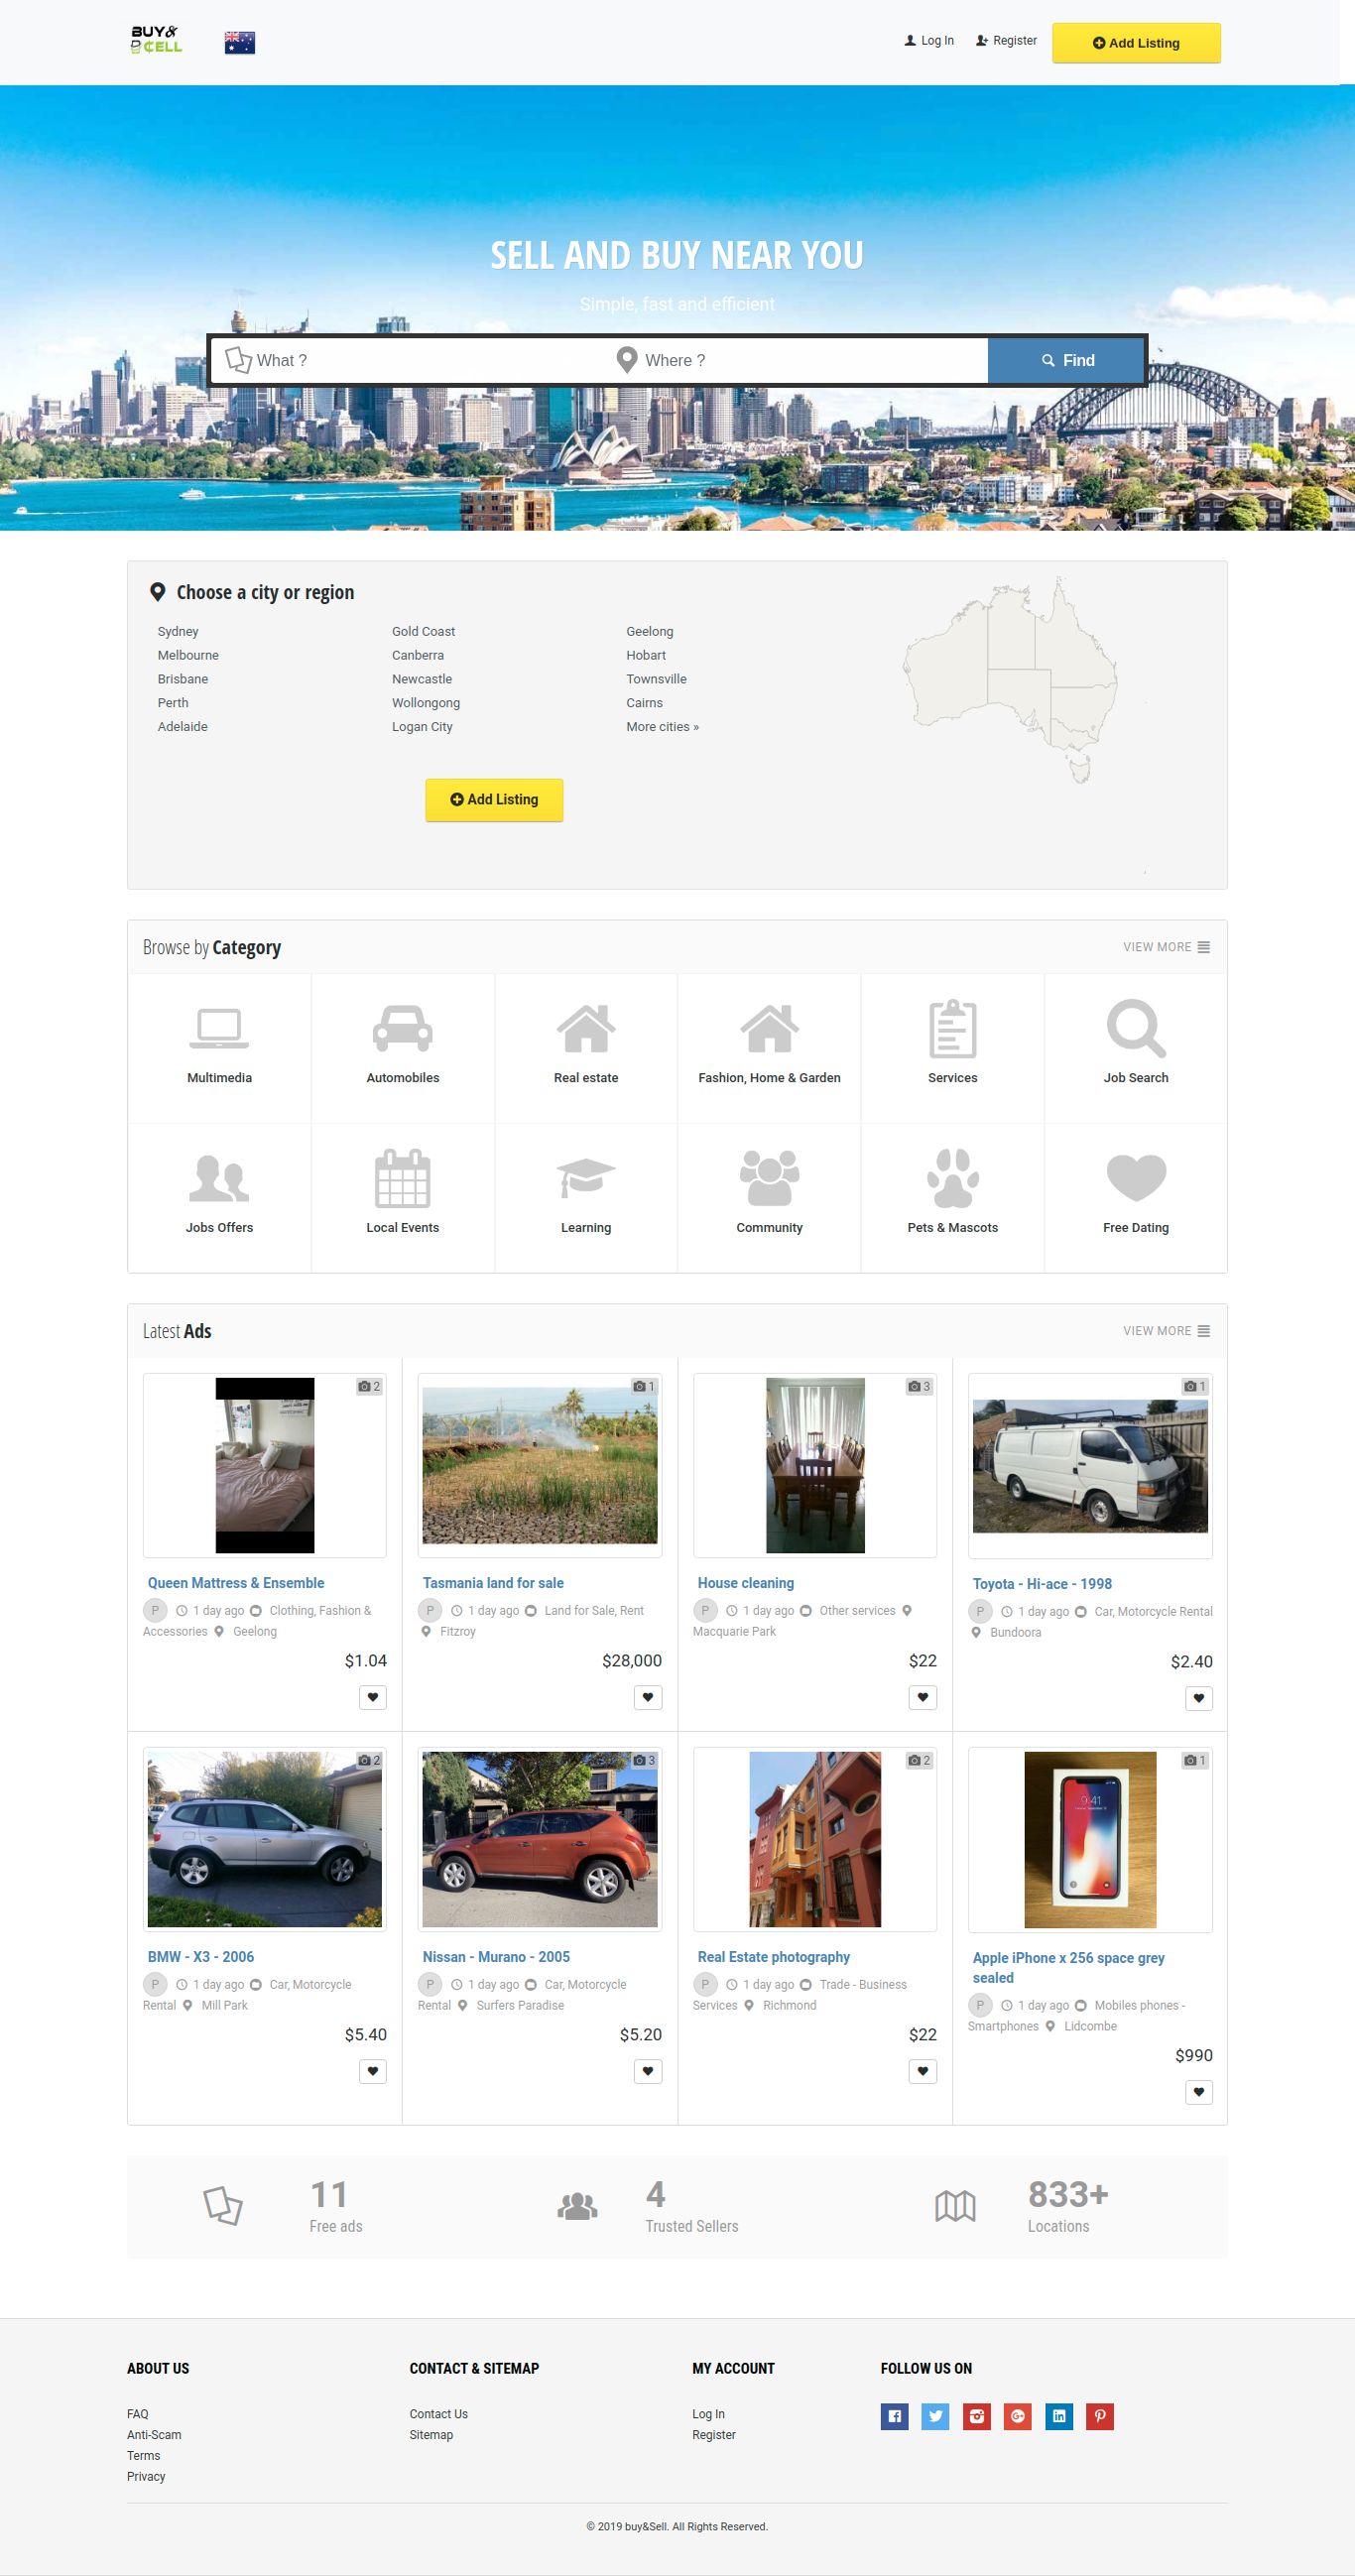 BUY&
CELL
Log In
Register
Add Listing
SELL AND BUY NEAR YOU
Simple, fast and efficient
What ?
Where ?
Find
Choose a city or region
Sydney
Melbourne
Brisbane
Perth
Adelaide
Gold Coast
Canberra
Newcastle
Wollongong
Logan City
Geelong
Hobart
Townsville
Cairns
More cities »
Add Listing
Browse by Category
VIEW MORE
Multimedia
Automobiles
Real estate
Fashion, Home & Garden
Services
Job Search
Jobs Offers
Local Events
Learning
Community
Pets & Mascots
Free Dating
Latest Ads
VIEW MORE
2
Queen Mattress & Ensemble
P 1 day ago Clothing, Fashion &
Accessories Geelong
$1.04
1
Tasmania land for sale
P 1 day ago Land for Sale, Rent
Fitzroy
$28,000
3
House cleaning
P 1 day ago Other services
Macquarie Park
$22
1
Toyota - Hi-ace - 1998
P 1 day ago Car, Motorcycle Rental
Bundoora
$2.40
2
BMW - X3 - 2006
P 1 day ago Car, Motorcycle
Rental Mill Park
$5.40
3
Nissan - Murano - 2005
P 1 day ago Car, Motorcycle
Rental Surfers Paradise
$5.20
2
Real Estate photography
P 1 day ago Trade - Business
Services Richmond
$22
1
9:41
Apple iPhone x 256 space grey
sealed
P 1 day ago Mobiles phones -
Smartphones Lidcombe
$990
11
Free ads
4
Trusted Sellers
833+
Locations
ABOUT US
FAQ
Anti-Scam
Terms
Privacy
CONTACT & SITEMAP
Contact Us
Sitemap
MY ACCOUNT
Log In
Register
FOLLOW US ON
© 2019 buy&Sell. All Rights Reserved.